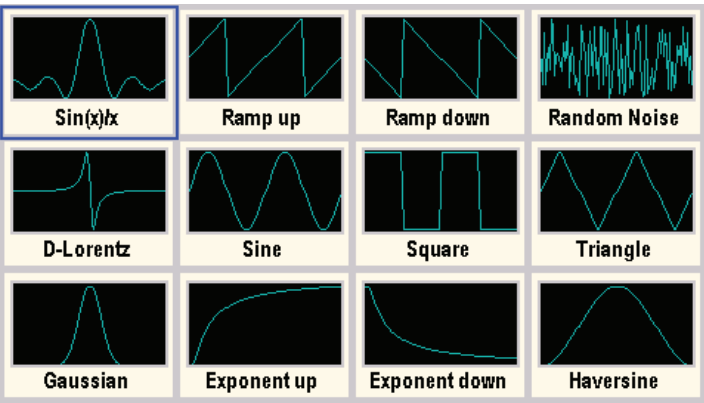 Sin(x)/x
Ramp up
Ramp down
Random Noise
D-Lorentz
Sine
Square
Triangle
Gaussian
Exponent up
Exponent down
Haversine